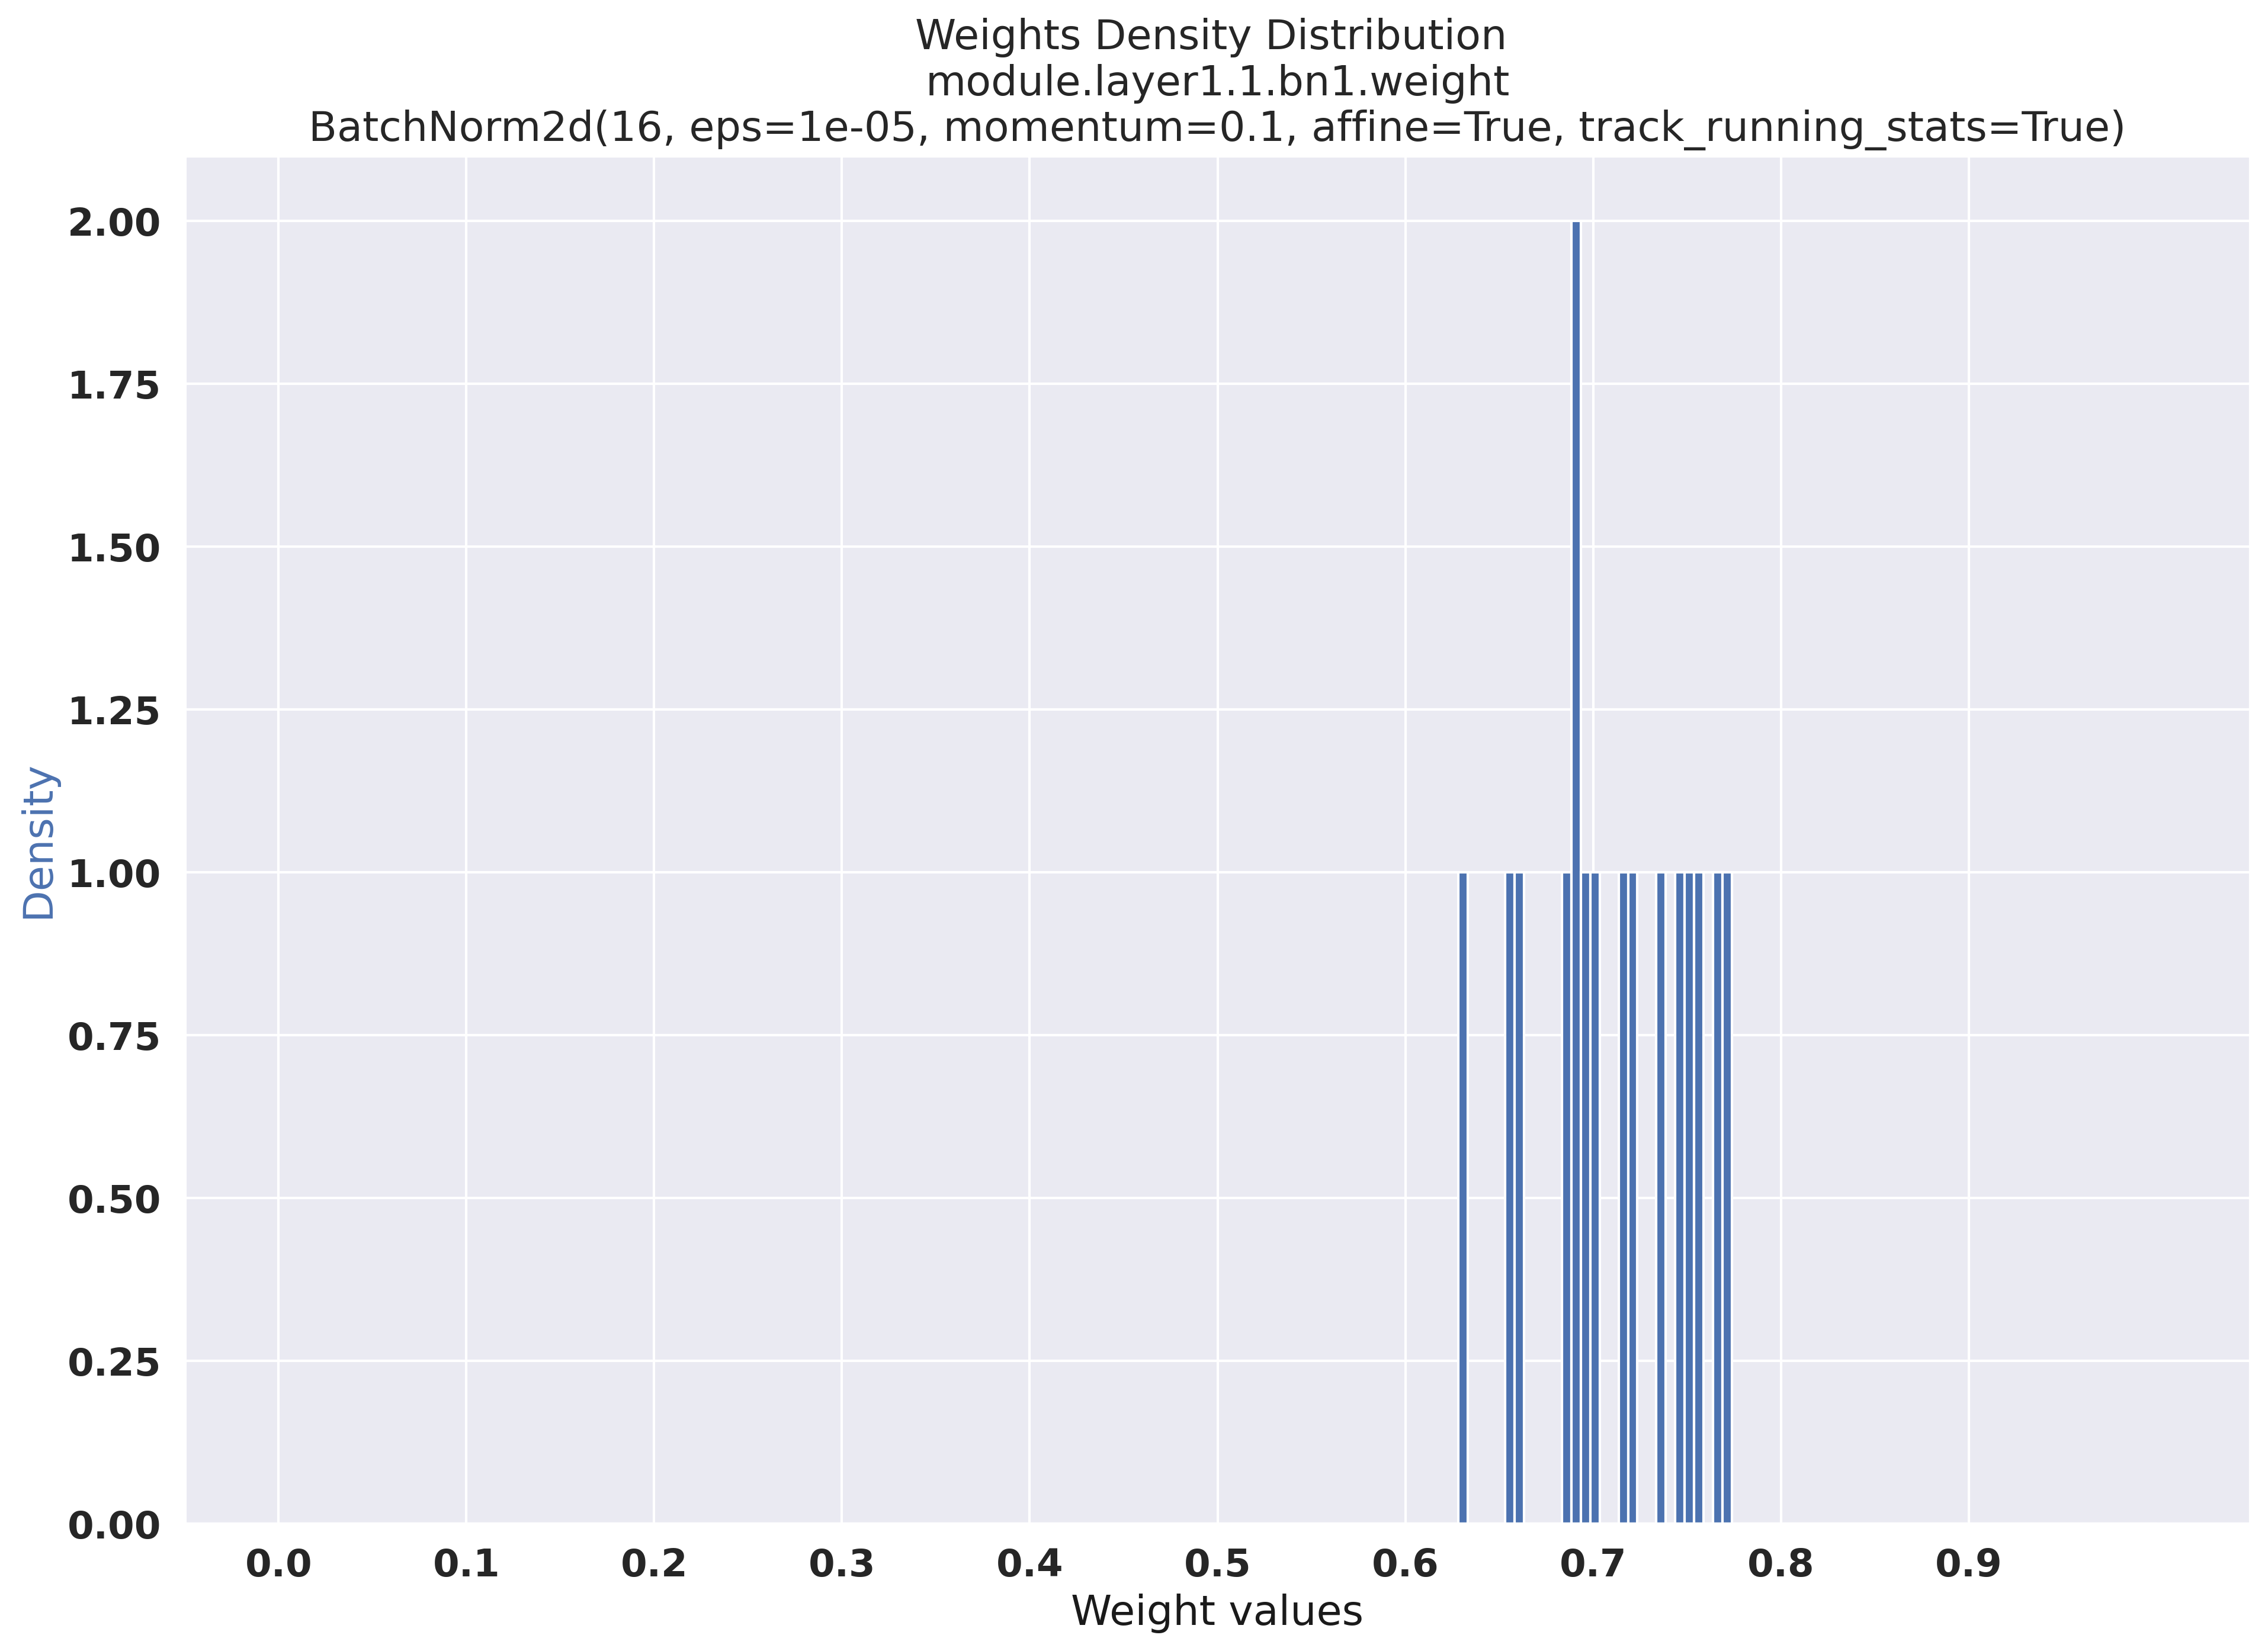 Weights Density Distribution
module.layer1.1.bn1.weight
BatchNorm2d(16, eps=1e-05, momentum=0.1, affine=True, track_running_stats=True)
2.00
1.75
1.50
1.25
1.00
0.75
0.50
0.25
0.00
Density
0.0 0.1 0.2 0.3 0.4 0.5 0.6 0.7 0.8 0.9
Weight values